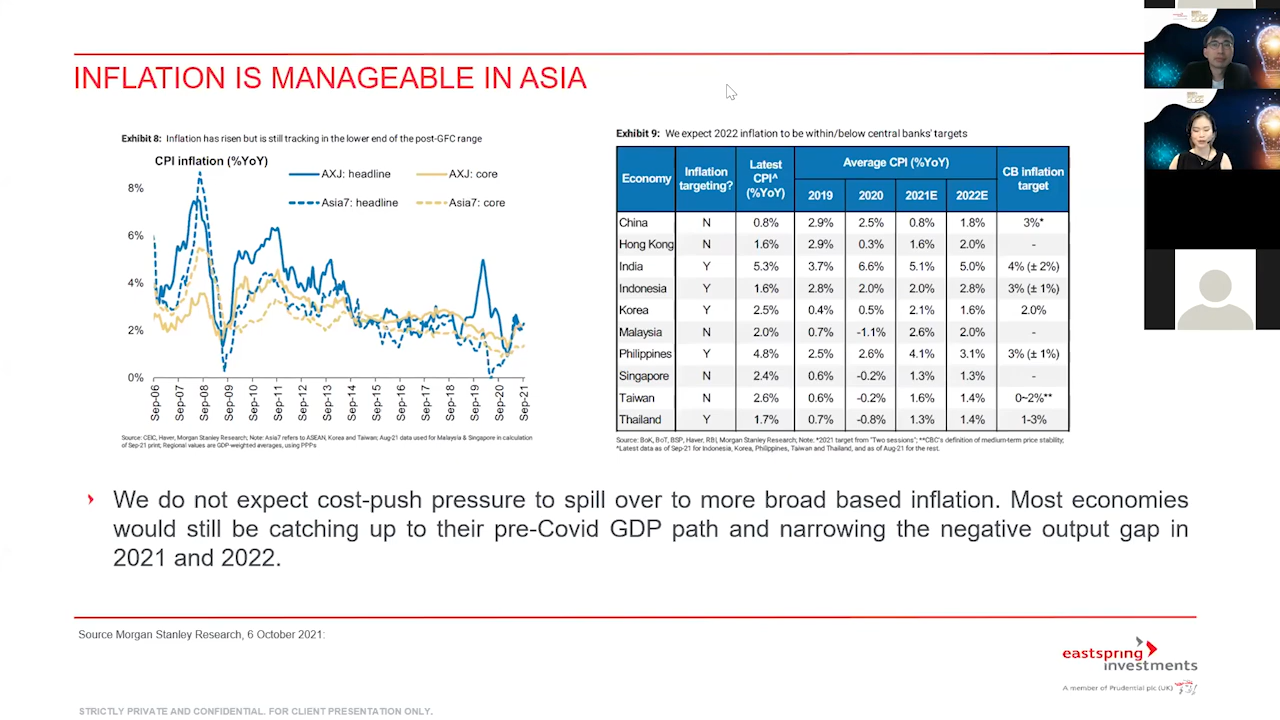 INFLATION IS MANAGEABLE IN ASIA
Exhibit 8: Inflation has risen but is still tracking in the lower end of the post-GFC range
CPI inflation (%YoY)
AXJ: headline
AXJ: core
Asia7: headline
Asia7: core
8%
6%
4%
2%
0%
Sep-06
Sep-07
Sep-08
Sep-09
Sep-10
Sep-11
Sep-12
Sep-13
Sep-14
Sep-15
Sep-16
Sep-17
Sep-18
Sep-19
Sep-20
Sep-21
Source: CEIC, Haver, Morgan Stanley Research; Note: Asia7 refers to ASEAN, Korea and Taiwan; Aug-21 data used for Malaysia & Singapore in calculation
of Sep-21 print; Regional values are GDP-weighted averages, using PPPs
Exhibit 9: We expect 2022 inflation to be within/below central banks' targets
Economy Inflation targeting? Latest CPI^ (%YoY) Average CPI (%YoY) CB inflation target
2019 2020 2021E 2022E
China N 0.8% 2.9% 2.5% 0.8% 1.8% 3%*
Hong Kong N 1.6% 2.9% 0.3% 1.6% 2.0% -
India Y 5.3% 3.7% 6.6% 5.1% 5.0% 4% (± 2%)
Indonesia Y 1.6% 2.8% 2.0% 2.0% 2.8% 3% (± 1%)
Korea Y 2.5% 0.4% 0.5% 2.1% 1.6% 2.0%
Malaysia N 2.0% 0.7% -1.1% 2.6% 2.0% -
Philippines Y 4.8% 2.5% 2.6% 4.1% 3.1% 3% (± 1%)
Singapore N 2.4% 0.6% -0.2% 1.3% 1.3% -
Taiwan N 2.6% 0.6% -0.2% 1.6% 1.4% 0~2%**
Thailand Y 1.7% 0.7% -0.8% 1.3% 1.4% 1-3%
Source: BoK, BoT, BSP, Haver, RBI, Morgan Stanley Research, Note: *2021 target from "Two sessions"; **CBC's definition of medium-term price stability;
^Latest data as of Sep-21 for Indonesia, Korea, Philippines, Taiwan and Thailand, and as of Aug-21 for the rest.
We do not expect cost-push pressure to spill over to more broad based inflation. Most economies
would still be catching up to their pre-Covid GDP path and narrowing the negative output gap in
2021 and 2022.
Source Morgan Stanley Research, 6 October 2021:
eastspring
investments
A member of Prudential plc (UK)
STRICTLY PRIVATE AND CONFIDENTIAL. FOR CLIENT PRESENTATION ONLY.